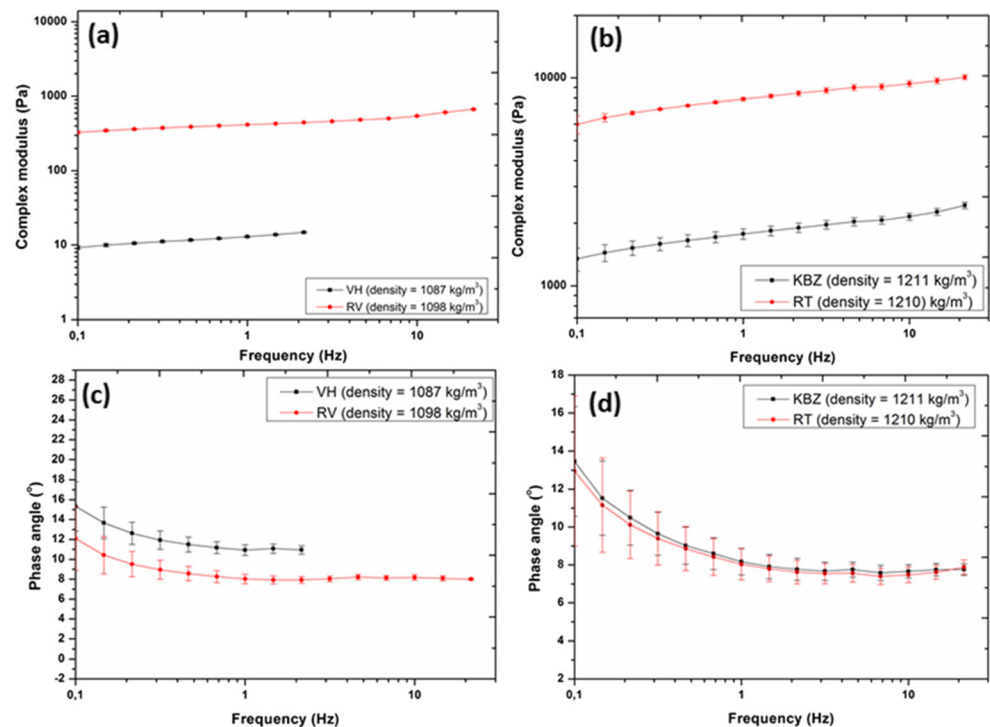 (a)
Complex modulus (Pa)
10000
1000
100
10
1
0,1
1
10
Frequency (Hz)
VH (density = 1087 kg/m³)
RV (density = 1098 kg/m³)
(b)
Complex modulus (Pa)
10000
1000
0,1
1
10
Frequency (Hz)
KBZ (density = 1211 kg/m³)
RT (density = 1210) kg/m³)
(c)
Phase angle (°)
28
26
24
22
20
18
16
14
12
10
8
6
4
2
0
-2
0,1
1
10
Frequency (Hz)
VH (density = 1087 kg/m³)
RV (density = 1098 kg/m³)
(d)
Phase angle (°)
18
16
14
12
10
8
6
4
2
0,1
1
10
Frequency (Hz)
KBZ (density = 1211 kg/m³)
RT (density = 1210 kg/m³)